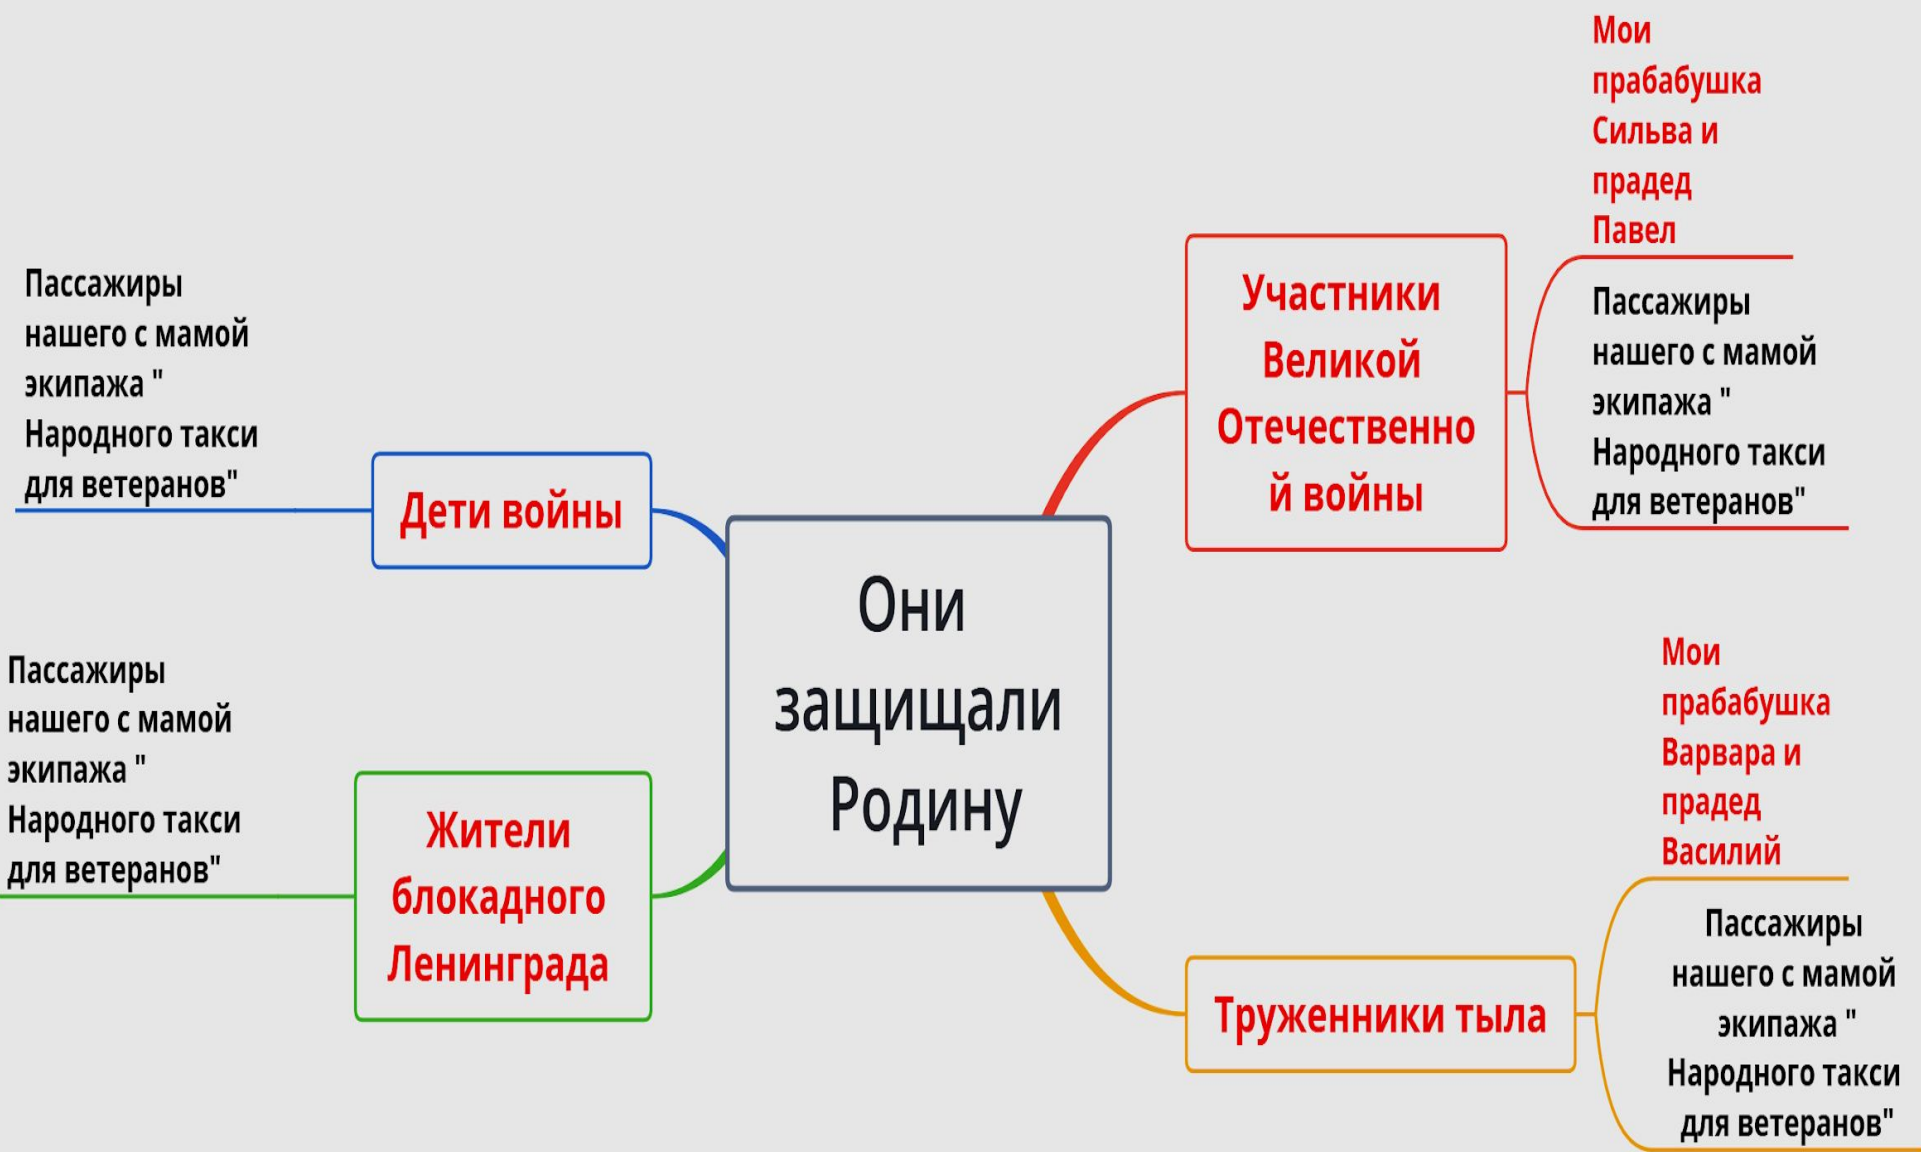 Они
защищали
Родину
Участники
Великой
Отечественно
й войны
Мои
прабабушка
Сильва и
прадед
Павел
Пассажиры
нашего с мамой
экипажа "
Народного такси
для ветеранов"
Труженники тыла
Мои
прабабушка
Варвара и
прадед
Василий
Пассажиры
нашего с мамой
экипажа "
Народного такси
для ветеранов"
Дети войны
Пассажиры
нашего с мамой
экипажа "
Народного такси
для ветеранов"
Жители
блокадного
Ленинграда
Пассажиры
нашего с мамой
экипажа "
Народного такси
для ветеранов"